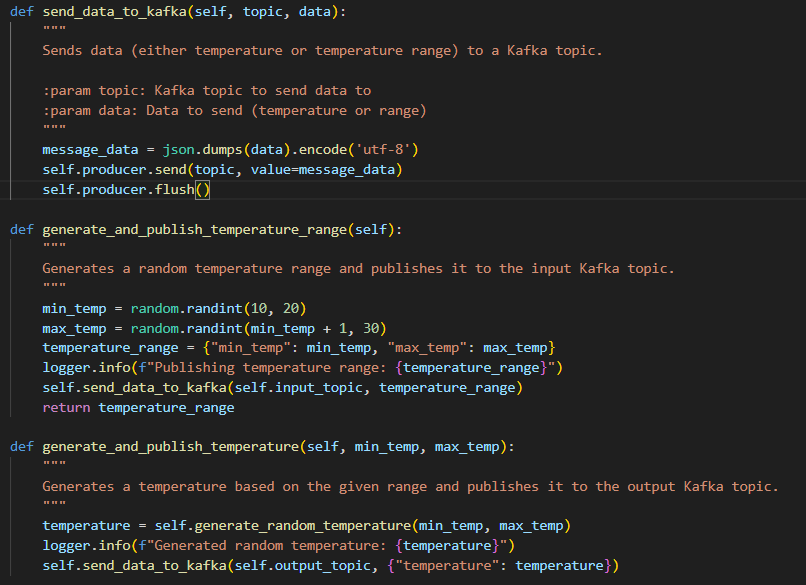 def send_data_to_kafka(self, topic, data):
    """
    Sends data (either temperature or temperature range) to a Kafka topic.

    :param topic: Kafka topic to send data to
    :param data: Data to send (temperature or range)
    """
    message_data = json.dumps(data).encode('utf-8')
    self.producer.send(topic, value=message_data)
    self.producer.flush()

def generate_and_publish_temperature_range(self):
    """
    Generates a random temperature range and publishes it to the input Kafka topic.
    """
    min_temp = random.randint(10, 20)
    max_temp = random.randint(min_temp + 1, 30)
    temperature_range = {"min_temp": min_temp, "max_temp": max_temp}
    logger.info(f"Publishing temperature range: {temperature_range}")
    self.send_data_to_kafka(self.input_topic, temperature_range)
    return temperature_range

def generate_and_publish_temperature(self, min_temp, max_temp):
    """
    Generates a temperature based on the given range and publishes it to the output Kafka topic.
    """
    temperature = self.generate_random_temperature(min_temp, max_temp)
    logger.info(f"Generated random temperature: {temperature}")
    self.send_data_to_kafka(self.output_topic, {"temperature": temperature})